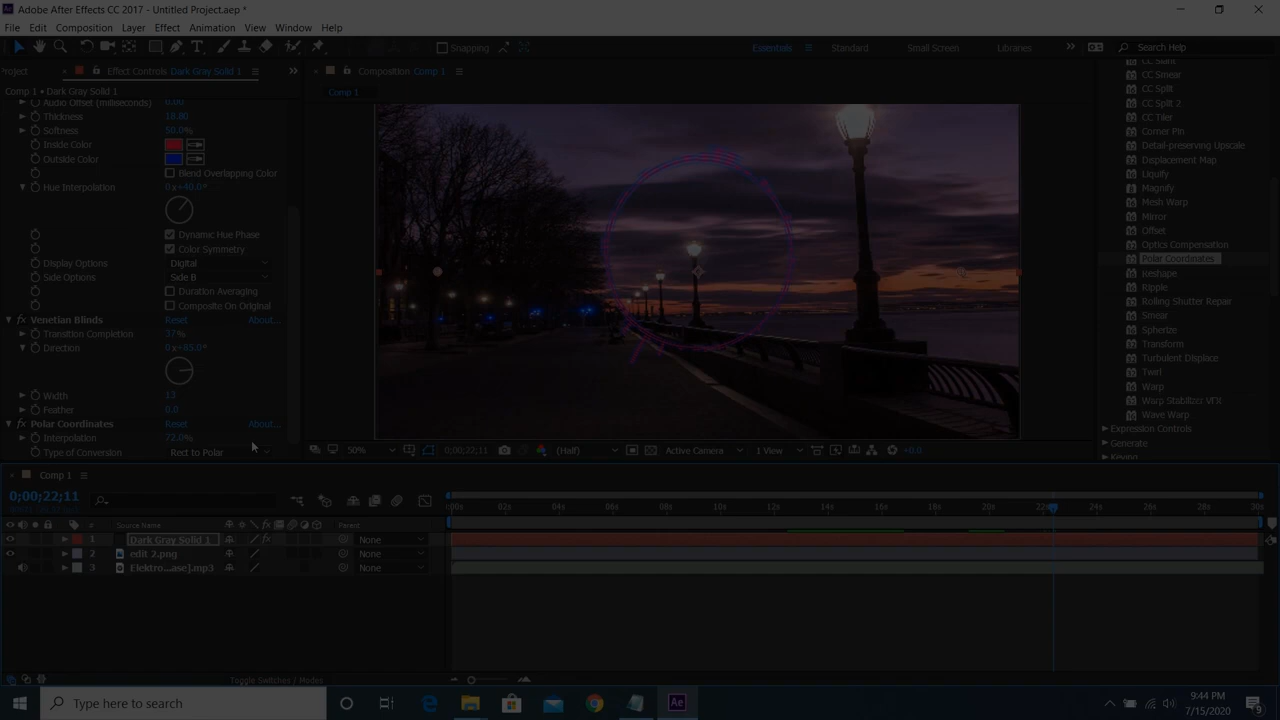 Adobe After Effects CC 2017 - Untitled Project.aep *
File Edit Composition Layer Effect Animation View Window Help
Snapping
Essentials
Standard
Small Screen
Libraries
Search Help
Effect Controls Dark Gray Solid 1
Composition: Comp 1
Comp 1 • Dark Gray Solid 1
Comp 1
Audio Offset (milliseconds) 0.00
Thickness 18.80
Softness 50.0%
Inside Color
Outside Color
Blend Overlapping Color
Hue Interpolation 0x+40.0°
Dynamic Hue Phase
Color Symmetry
Display Options Digital
Side Options Side B
Duration Averaging
Composite On Original
Venetian Blinds Reset About...
Transition Completion 37%
Direction 0x+85.0°
Width 13
Feather 0.0
Polar Coordinates Reset About...
Interpolation 72.0%
Type of Conversion Rect to Polar
CC Slant
CC Smear
CC Split
CC Split 2
CC Tiler
Corner Pin
Detail-preserving Upscale
Displacement Map
Liquify
Magnify
Mesh Warp
Mirror
Offset
Optics Compensation
Polar Coordinates
Reshape
Ripple
Rolling Shutter Repair
Smear
Spherize
Transform
Turbulent Displace
Twirl
Warp
Warp Stabilizer VFX
Wave Warp
Expression Controls
Generate
Keying
50%
0;00;22;11
(Half)
Active Camera
1 View
+0.0
Comp 1
0;00;22;11
:00s 02s 04s 06s 08s 10s 12s 14s 16s 18s 20s 22s 24s 26s 28s 30s
# Source Name Parent
1 Dark Gray Solid 1 None
2 edit 2.png None
3 Elektro...ase].mp3 None
Toggle Switches / Modes
Type here to search
Ae
9:44 PM
7/15/2020
9